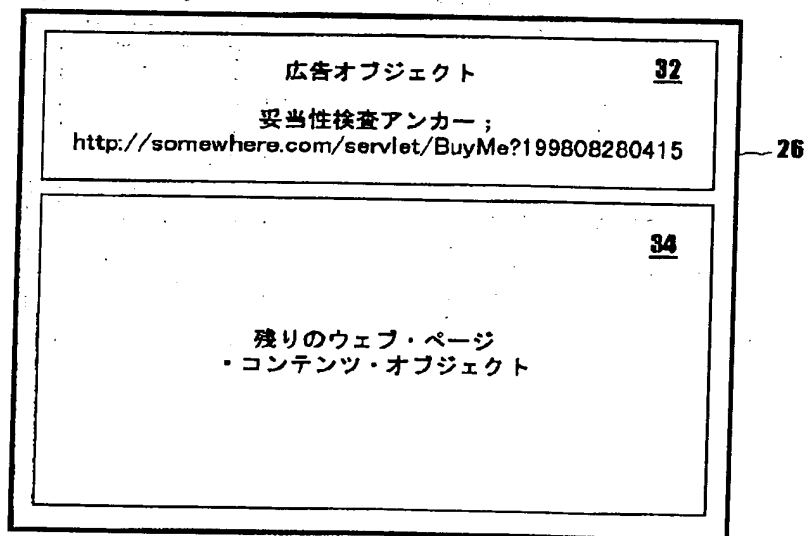 広告オブジェクト
32
妥当性検査アンカー;
http://somewhere.com/servlet/BuyMe?199808280415
26
34
残りのウェブ・ページ
・コンテンツ・オブジェクト